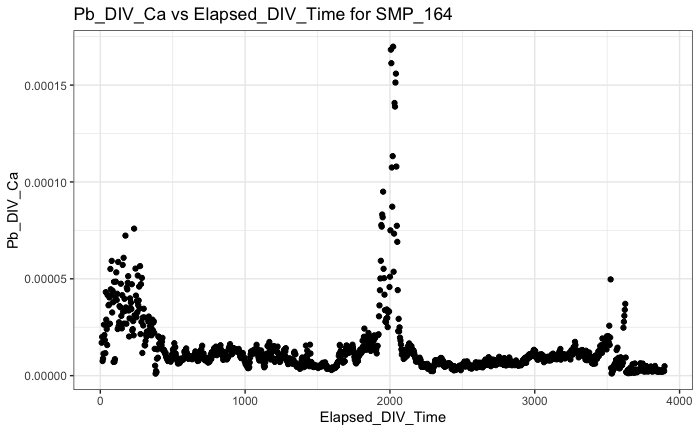 Pb_DIV_Ca vs Elapsed_DIV_Time for SMP_164
Pb_DIV_Ca
0.00015
0.00010
0.00005
0.00000
0 1000 2000 3000 4000
Elapsed_DIV_Time